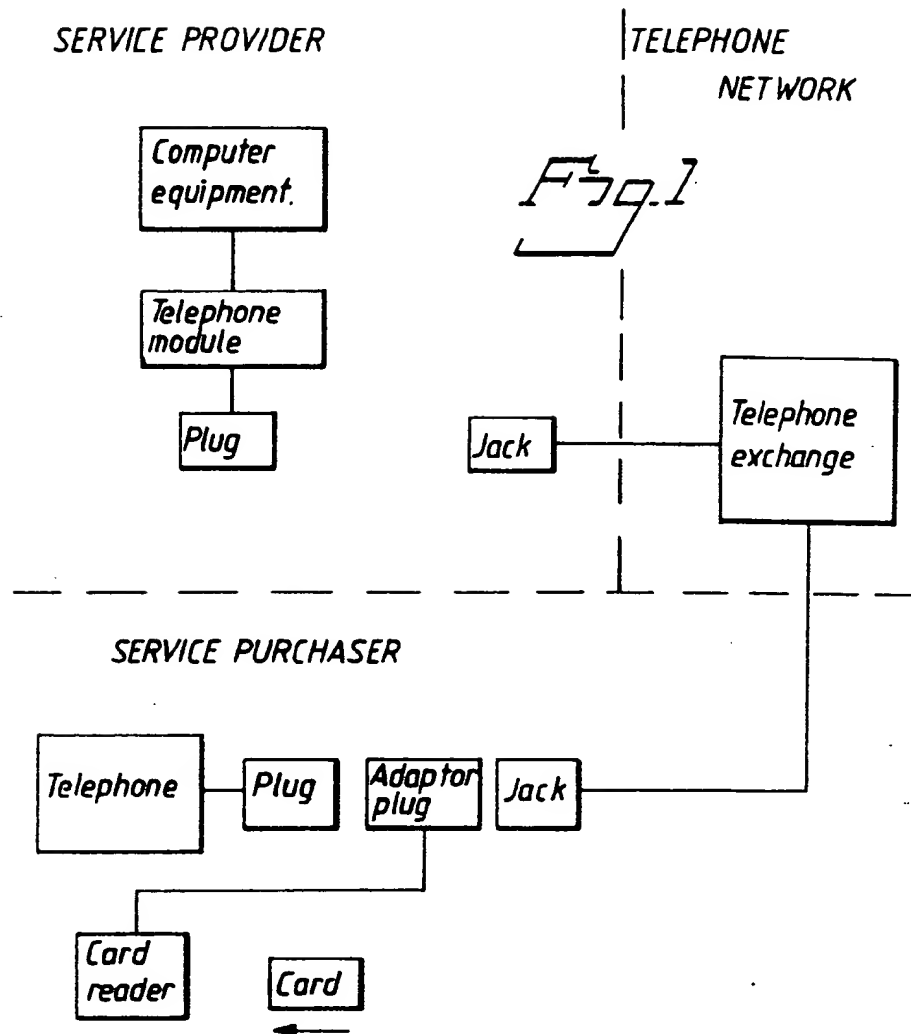 SERVICE PROVIDER
TELEPHONE
NETWORK
Computer
equipment.
Fig.1
Telephone
module
Plug
Jack
Telephone
exchange
SERVICE PURCHASER
Telephone
Plug
Adaptor
plug
Jack
Card
reader
Card